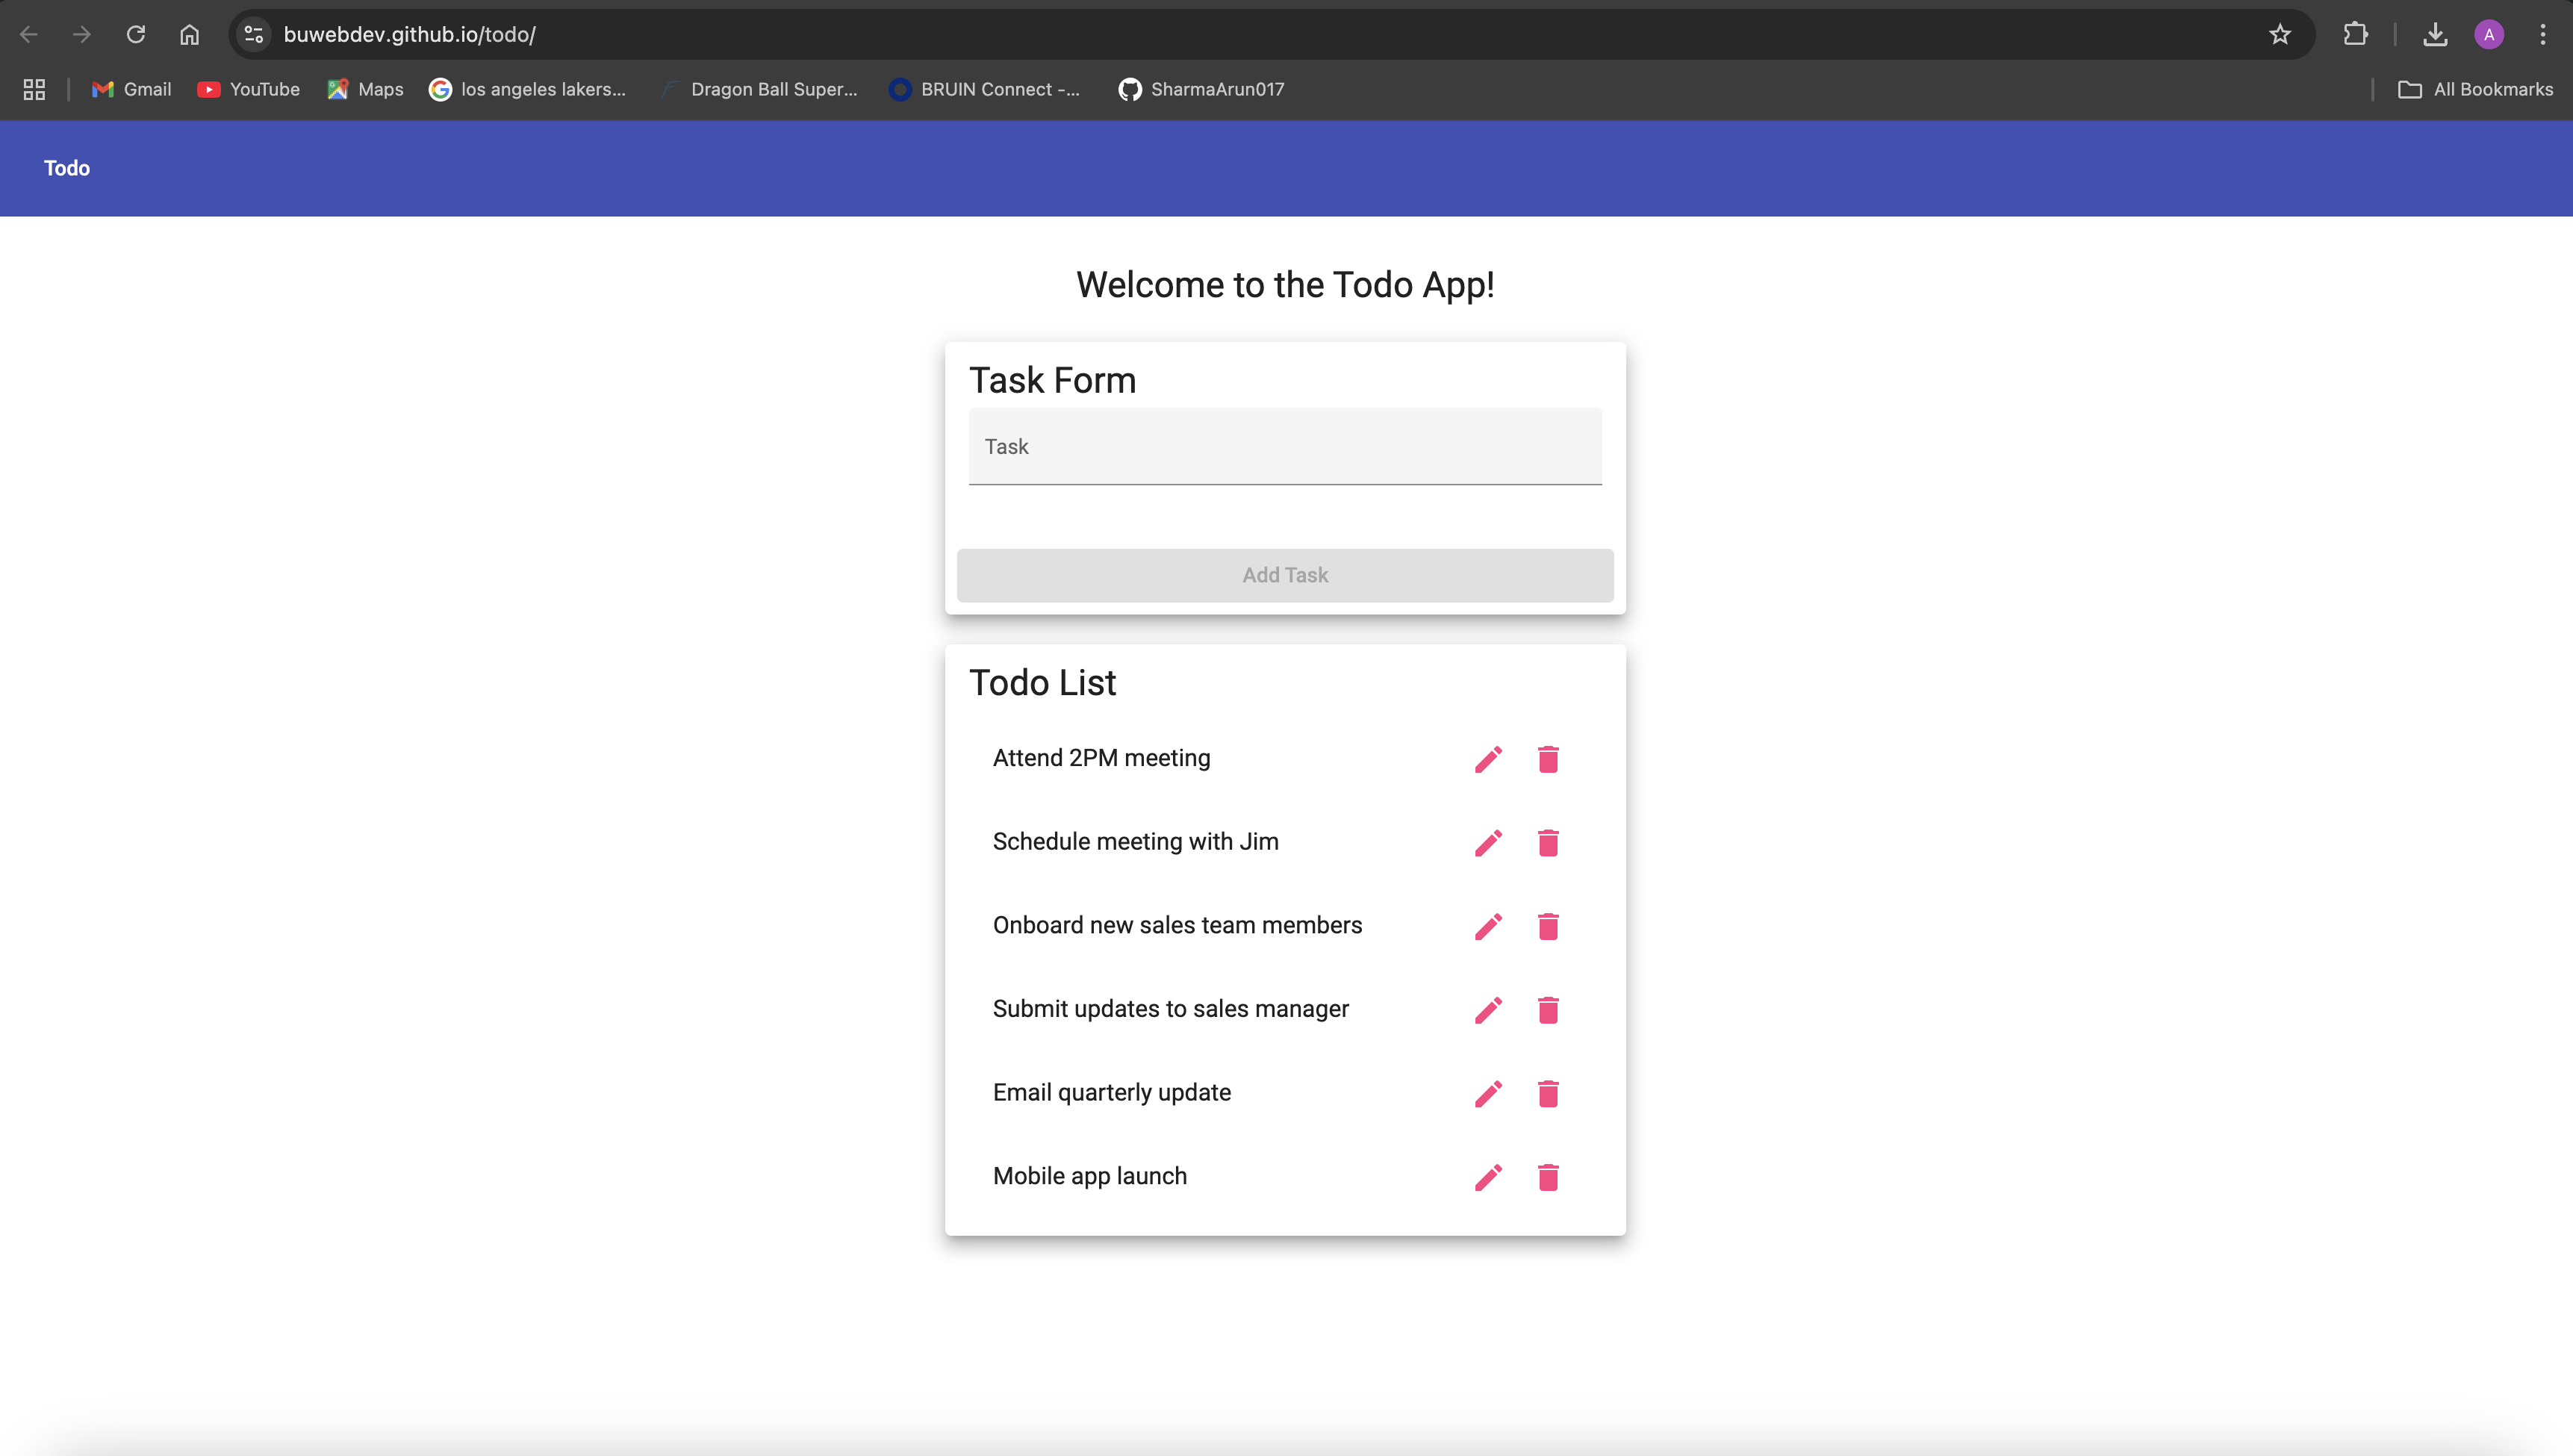 buwebdev.github.io/todo/
A
Gmail YouTube Maps los angeles lakers... Dragon Ball Super... BRUIN Connect -... SharmaArun017 All Bookmarks
Todo
Welcome to the Todo App!
Task Form
Task
Add Task
Todo List
Attend 2PM meeting
Schedule meeting with Jim
Onboard new sales team members
Submit updates to sales manager
Email quarterly update
Mobile app launch